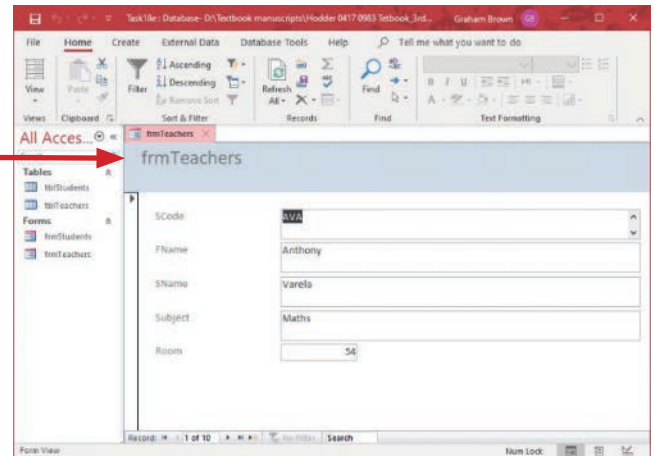 Task18e : Database- D:\Textbook manuscripts\Hodder 0417 0983 Tetbook_3rd... Graham Brown GB
File Home Create External Data Database Tools Help Tell me what you want to do
View Paste Filter Ascending Descending Remove Sort Refresh All Find B I U A
Views Clipboard Sort & Filter Records Find Text Formatting
All Acces...
frmTeachers
frmTeachers
Tables
tblStudents
tblTeachers
Forms
frmStudents
frmTeachers
SCode AVA
FName Anthony
SName Varela
Subject Maths
Room 54
Record: 1 of 10 No Filter Search
Form View Num Lock